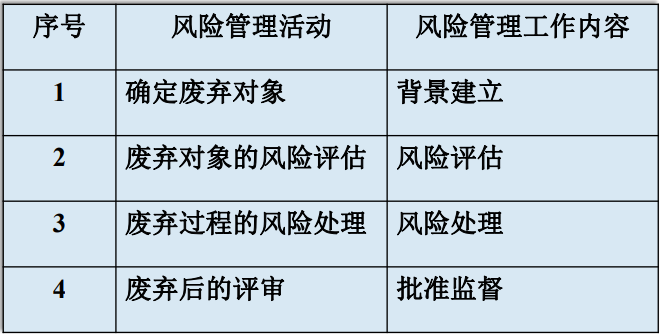 序号 风险管理活动 风险管理工作内容
1 确定废弃对象 背景建立
2 废弃对象的风险评估 风险评估
3 废弃过程的风险处理 风险处理
4 废弃后的评审 批准监督